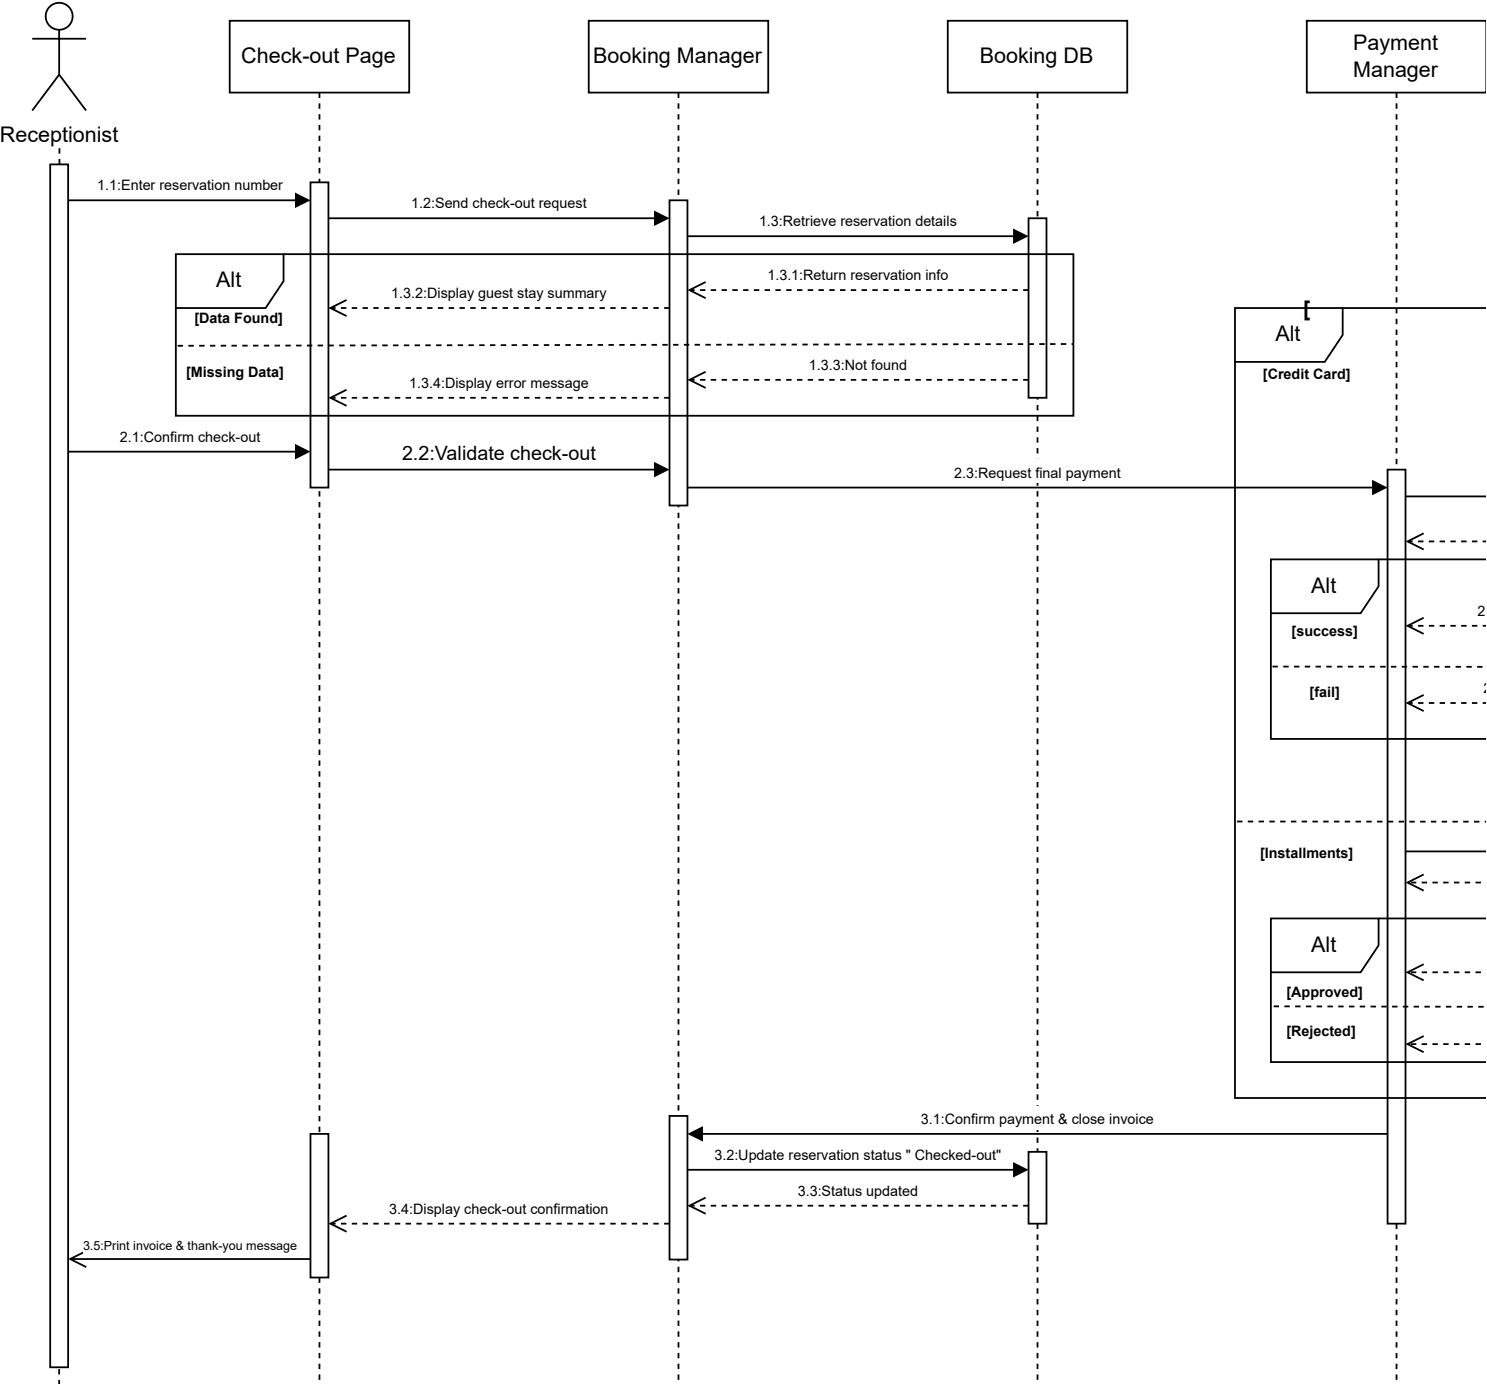 Receptionist
Check-out Page
Booking Manager
Booking DB
Payment
Manager
1.1:Enter reservation number
1.2:Send check-out request
1.3:Retrieve reservation details
Alt
1.3.1:Return reservation info
1.3.2:Display guest stay summary
[Data Found]
1.3.3:Not found
[Missing Data]
1.3.4:Display error message
[
Alt
[Credit Card]
2.1:Confirm check-out
2.2:Validate check-out
2.3:Request final payment
Alt
2
[success]
2
[fail]
[Installments]
Alt
[Approved]
[Rejected]
3.1:Confirm payment & close invoice
3.2:Update reservation status " Checked-out"
3.3:Status updated
3.4:Display check-out confirmation
3.5:Print invoice & thank-you message